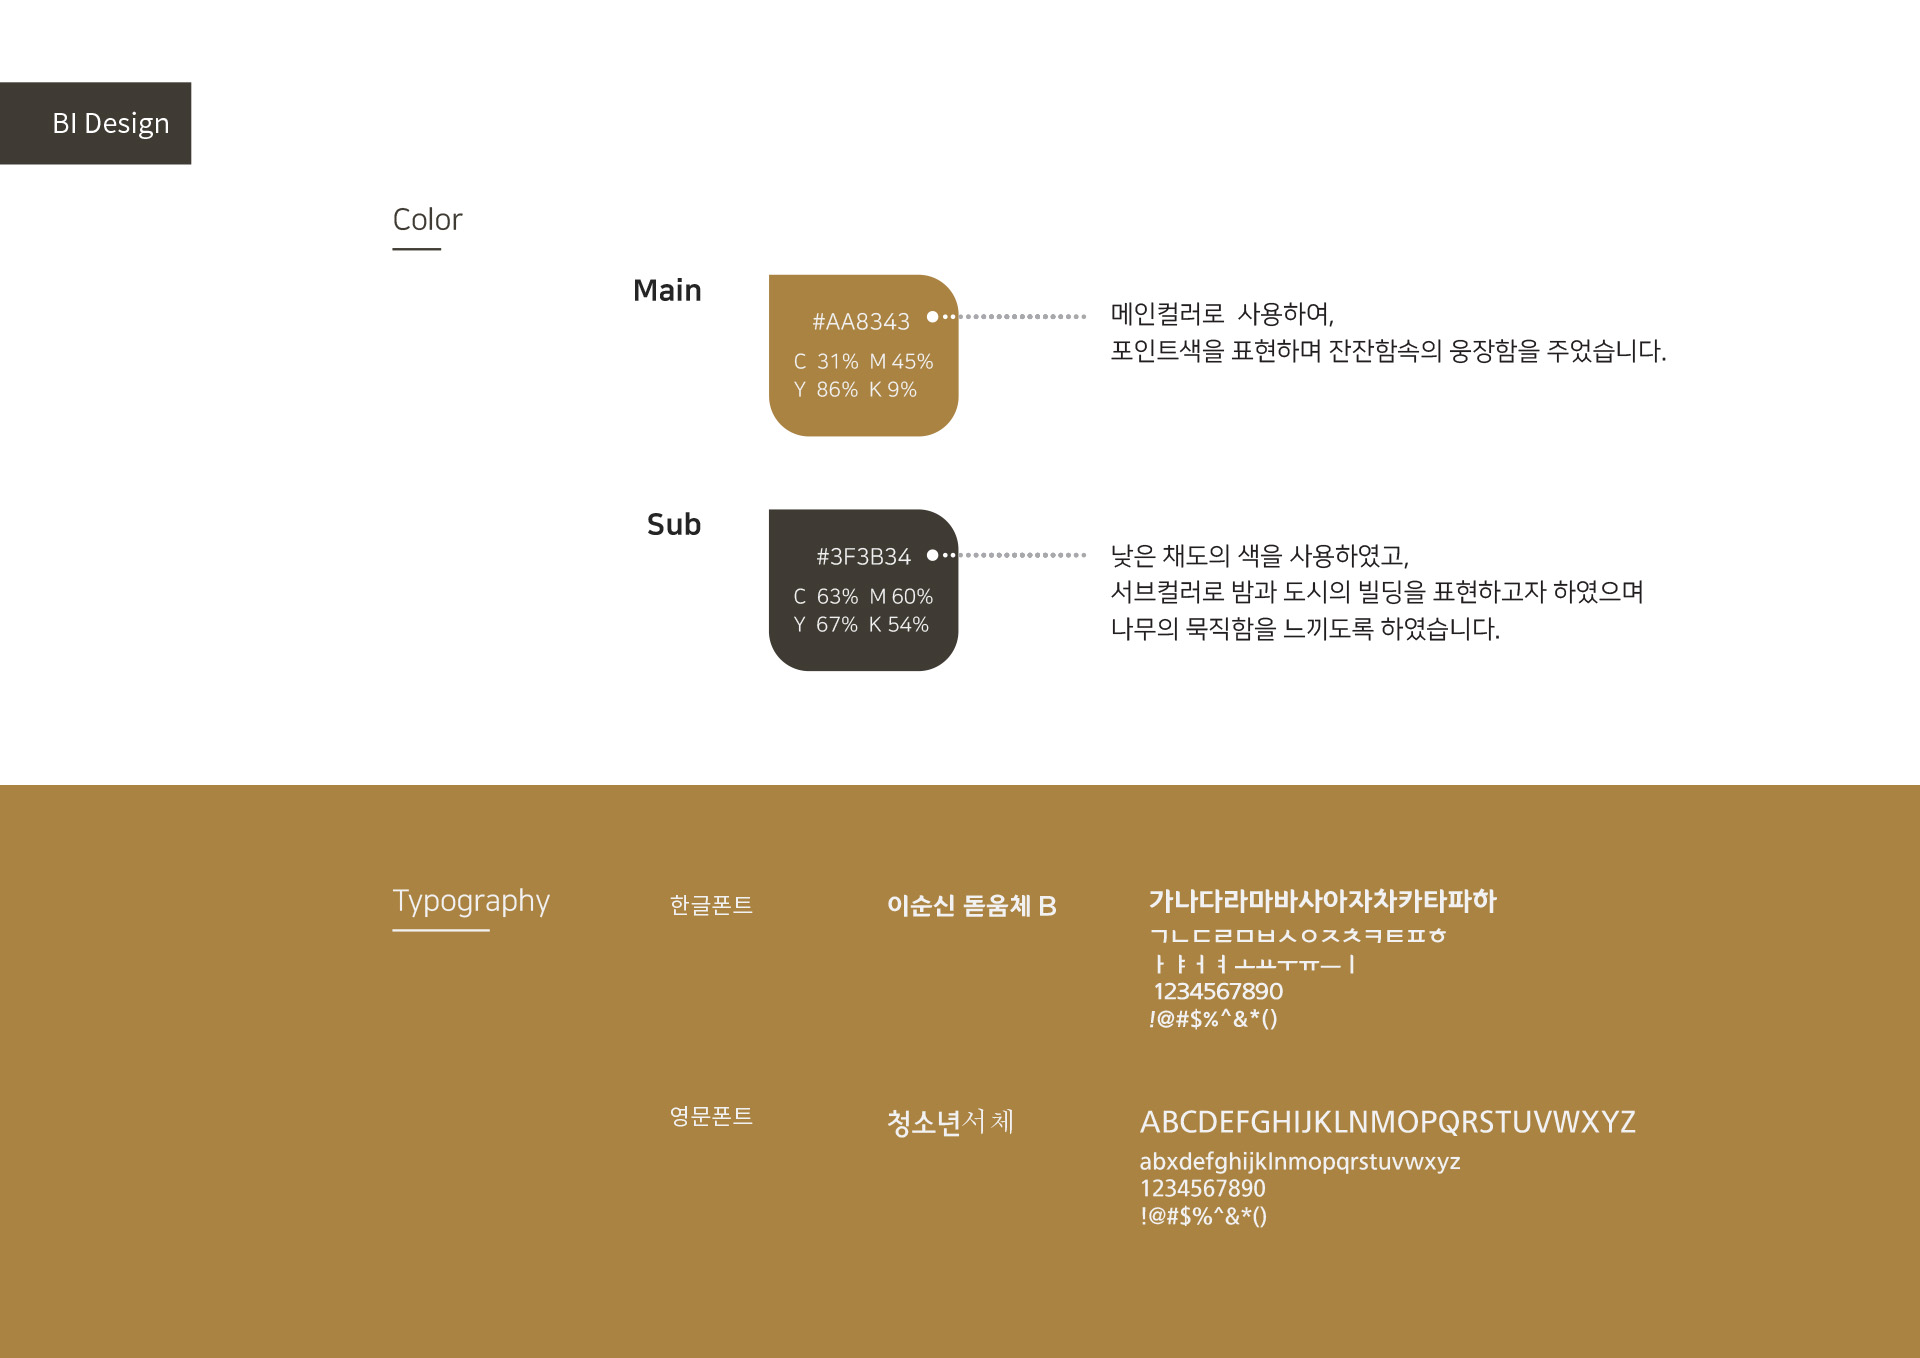 BI Design
Color
Main
#AA8343
C 31% M 45%
Y 86% K 9%
메인컬러로 사용하여,
포인트색을 표현하며 잔잔함속의 웅장함을 주었습니다.
Sub
#3F3B34
C 63% M 60%
Y 67% K 54%
낮은 채도의 색을 사용하였고,
서브컬러로 밤과 도시의 빌딩을 표현하고자 하였으며
나무의 묵직함을 느끼도록 하였습니다.
Typography
한글폰트
이순신 돋움체 B
가나다라마바사아자차카타파하
ㄱㄴㄷㄹㅁㅂㅅㅇㅈㅊㅋㅌㅍㅎ
ㅏㅑㅓㅕㅗㅛㅜㅠㅡㅣ
1234567890
!@#$%^&*()
영문폰트
청소년서체
ABCDEFGHIJKLNMOPQRSTUVWXYZ
abxdefghijklnmopqrstuvwxyz
1234567890
!@#$%^&*()